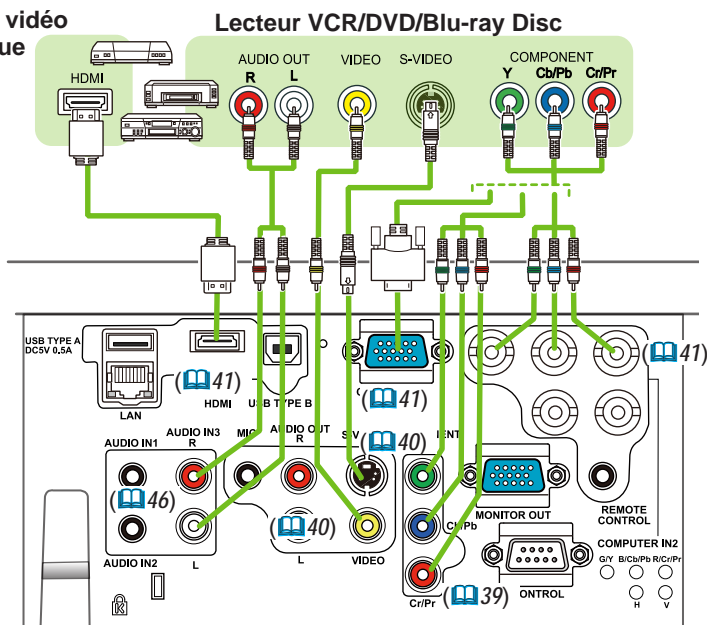 vidéo
ue
Lecteur VCR/DVD/Blu-ray Disc
HDMI
AUDIO OUT
R L
VIDEO
S-VIDEO
COMPONENT
Y Cb/Pb Cr/Pr
USB TYPE A
DC5V 0.5A
LAN
(41)
HDMI
USB TYPE B
(41)
(41)
AUDIO IN1
AUDIO IN3
R
MIC
AUDIO OUT
R
S-V
(40)
ENT
(46)
(40)
AUDIO IN2
L
L
VIDEO
Cb/Pb
Cr/Pr
(39)
MONITOR OUT
ONTROL
REMOTE
CONTROL
COMPUTER IN2
G/Y B/Cb/Pb R/Cr/Pr
H V
K